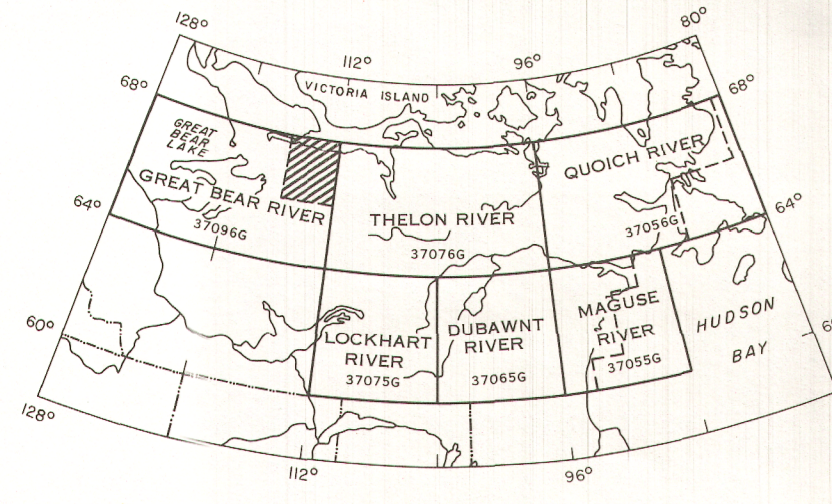 128°
80°
112°
96°
VICTORIA ISLAND
68°
68°
GREAT
BEAR
LAKE
QUOICH RIVER
GREAT BEAR RIVER
64°
64°
THELON RIVER
37096G
37056G
37076G
MAGUSE
RIVER
37055G
HUDSON
BAY
LOCKHART
RIVER
37075G
DUBAWNT
RIVER
37065G
60°
128°
112°
96°